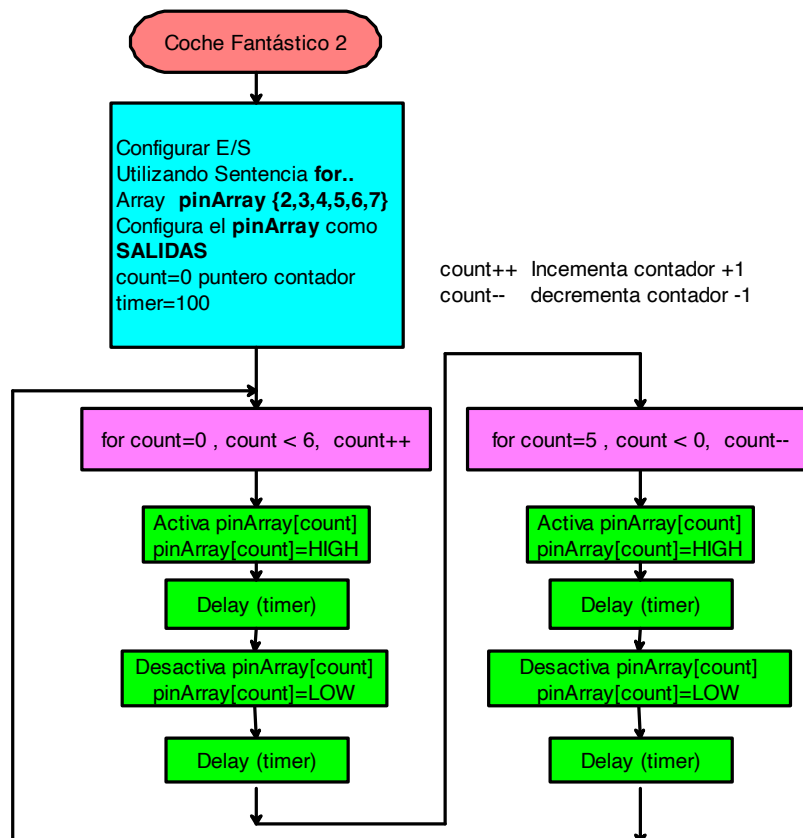 Coche Fantástico 2
Configurar E/S
Utilizando Sentencia for..
Array pinArray {2,3,4,5,6,7}
Configura el pinArray como
SALIDAS
count=0 puntero contador
timer=100
count++ Incementa contador +1
count-- decrementa contador -1
for count=0 , count < 6, count++
Activa pinArray[count]
pinArray[count]=HIGH
Delay (timer)
Desactiva pinArray[count]
pinArray[count]=LOW
Delay (timer)
for count=5 , count < 0, count--
Activa pinArray[count]
pinArray[count]=HIGH
Delay (timer)
Desactiva pinArray[count]
pinArray[count]=LOW
Delay (timer)